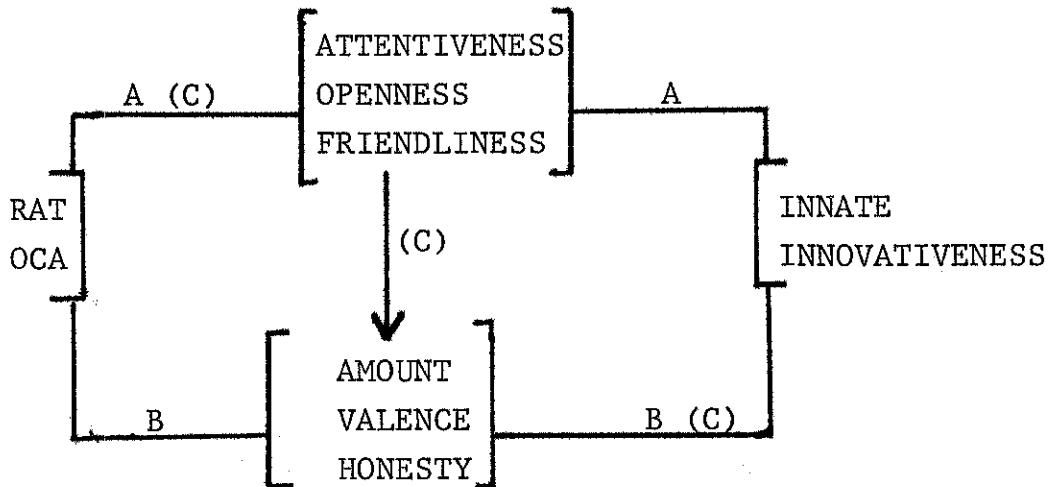 ATTENTIVENESS
A (C)
OPENNESS
A
FRIENDLINESS
RAT
OCA
(C)
INNATE
INNOVATIVENESS
AMOUNT
B
VALENCE
B (C)
HONESTY